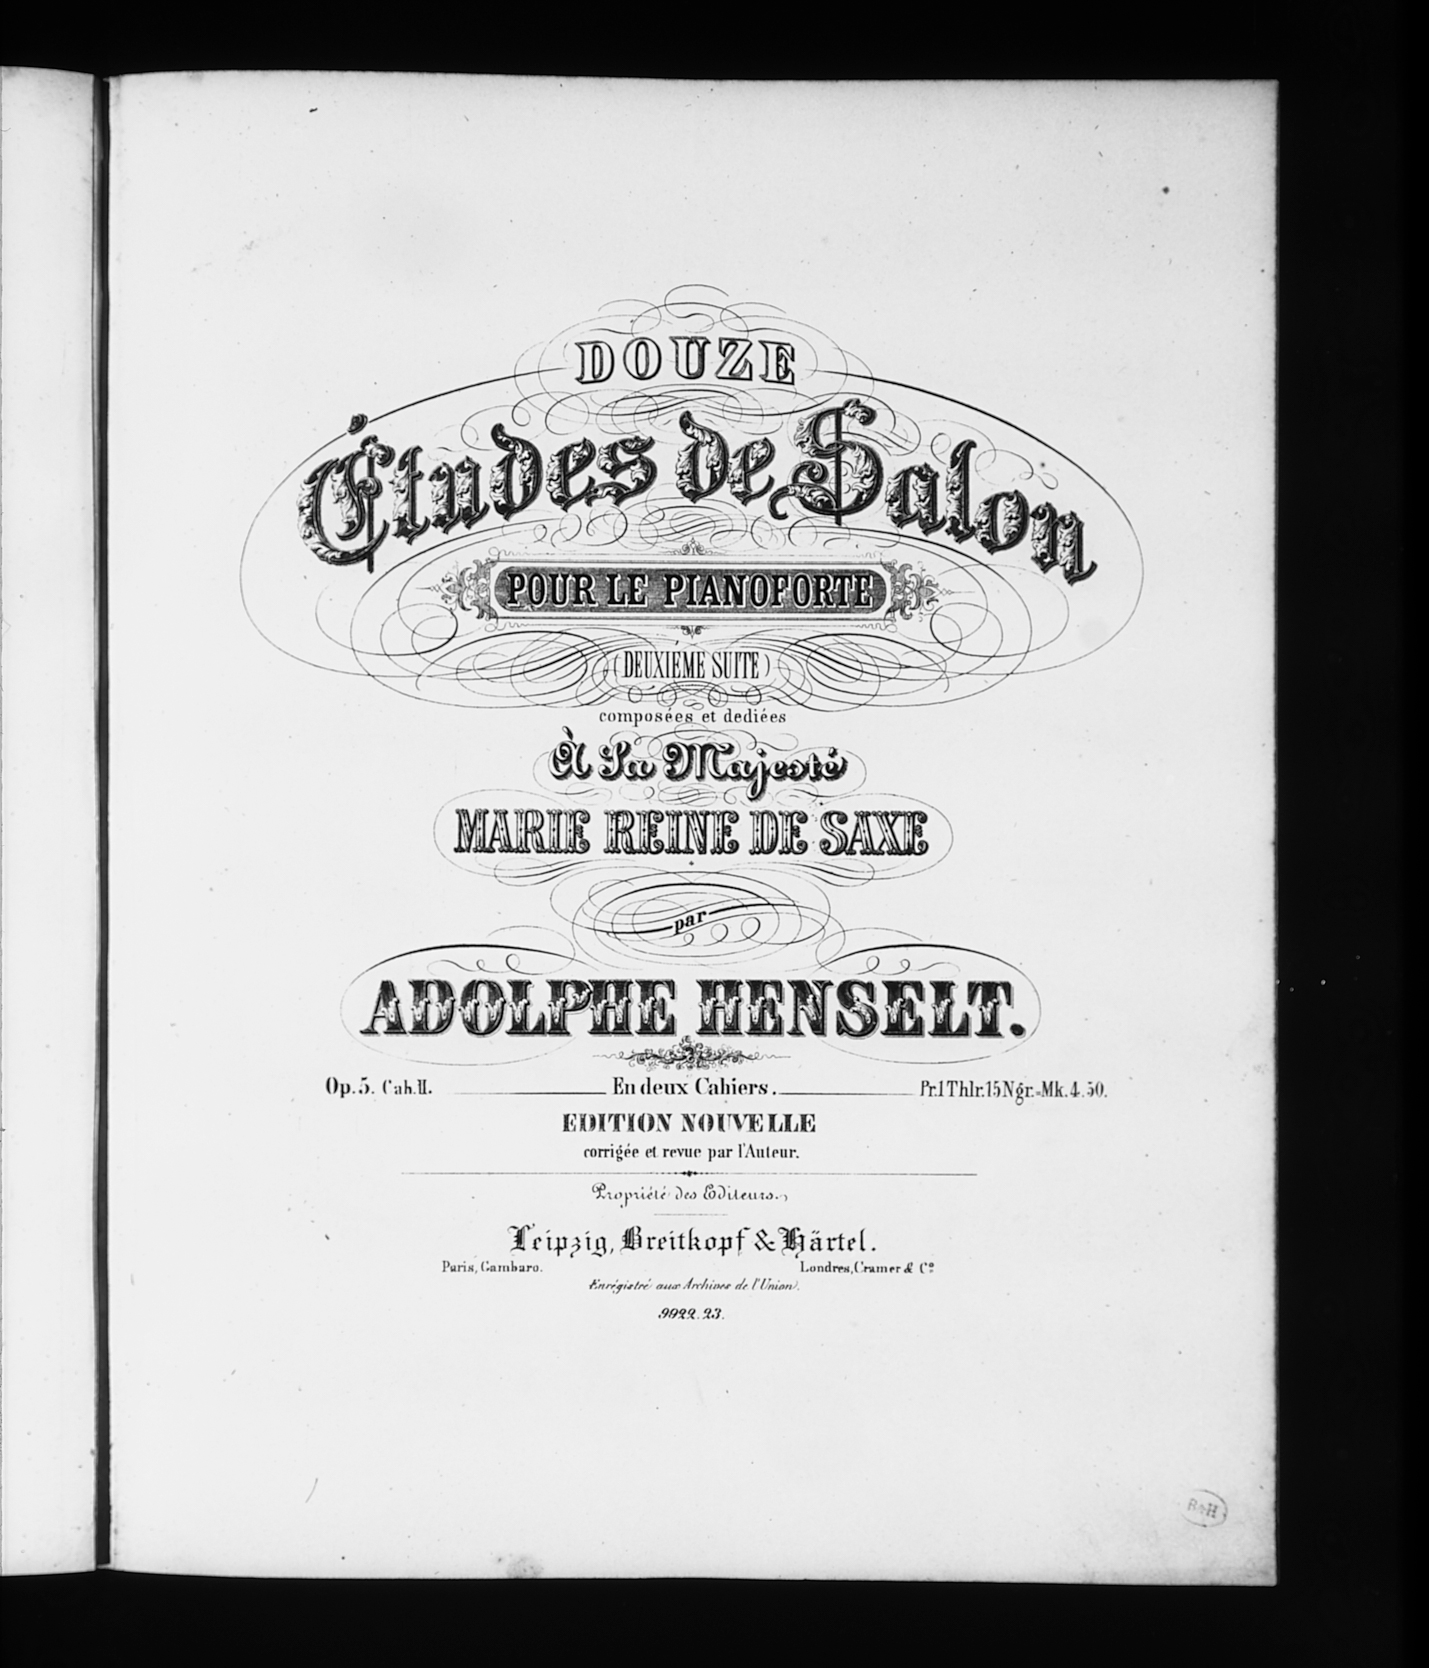 DOUZE
Études de Salon
POUR LE PIANOFORTE
(DEUXIÉME SUITE)
composées et dediées
À Sa Majesté
MARIE REINE DE SAXE
par
ADOLPHE HENSELT.
Op. 5. Cah. II. En deux Cahiers. Pr. 1 Thlr. 15 Ngr. = Mk. 4. 50.
EDITION NOUVELLE
corrigée et revue par l'Auteur.
Propriété des Editeurs.
Leipzig, Breitkopf & Härtel.
Paris, Gambaro. Londres, Cramer & Co.
Enrégistré aux Archives de l'Union.
9922. 23.
B&H